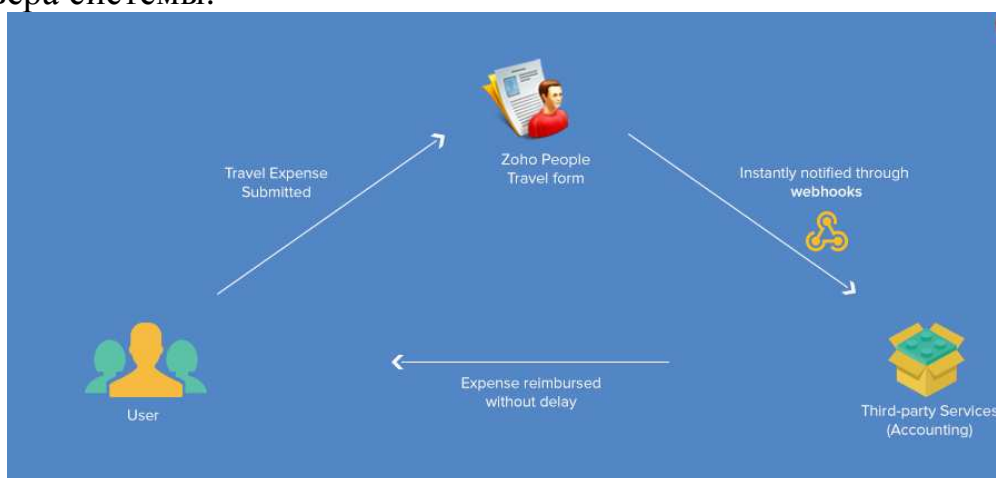 системы.
Zoho People
Travel form
Travel Expense
Submitted
Instantly notified through
webhooks
Expense reimbursed
without delay
User
Third-party Services
(Accounting)